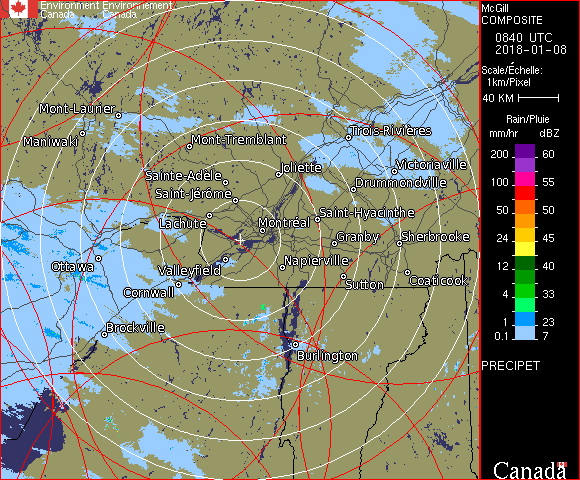 Environment Environnement
Canada Canada
McGill
COMPOSITE
0840 UTC
2018-01-08
Scale/Échelle:
1km/Pixel
40 KM
Rain/Pluie
mm/hr dBZ
200 60
100 55
50 50
24 45
12 40
4 33
1 23
0.1 7
PRECIPET
Canada
Mont-Laurier
Maniwaki
Mont-Tremblant
Trois-Rivières
Joliette
Victoriaville
Sainte-Adèle
Drummondville
Saint-Jérôme
Lachute
Saint-Hyacinthe
Montréal
Granby
Sherbrooke
Ottawa
Valleyfield
Napierville
Cornwall
Sutton
Coaticook
Brockville
Burlington